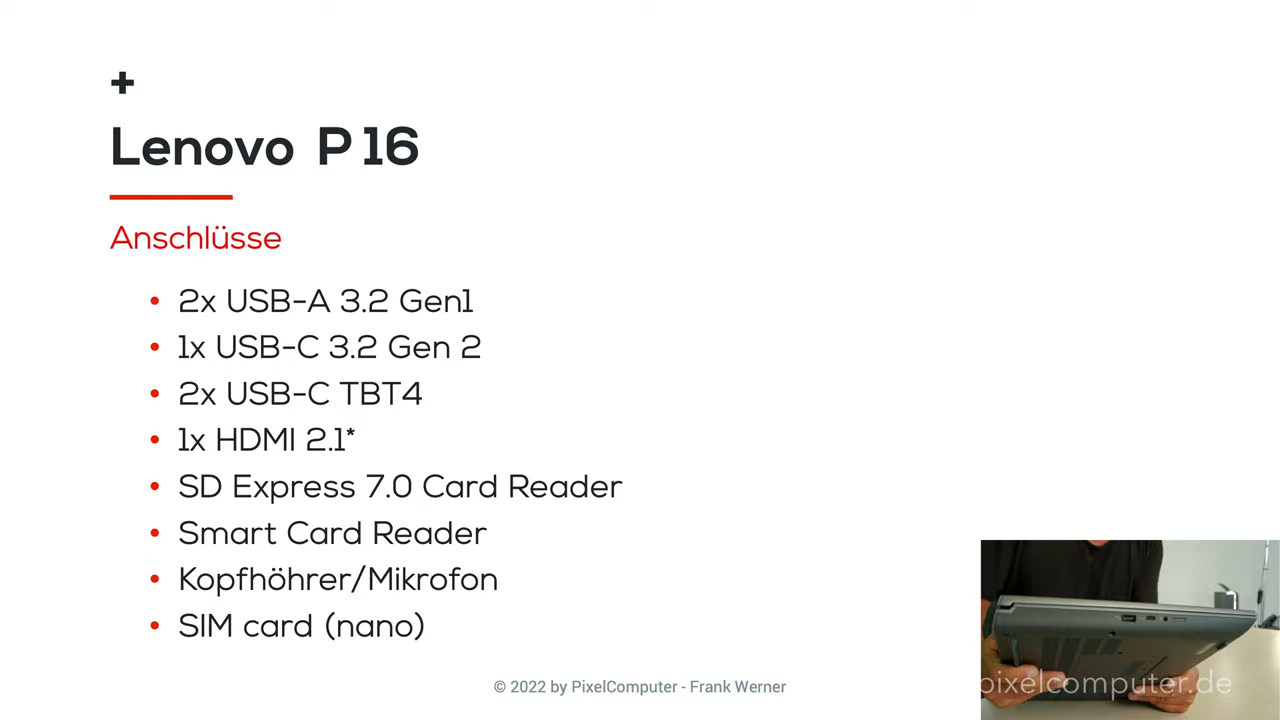 +
Lenovo P16
Anschlüsse
• 2x USB-A 3.2 Gen1
• 1x USB-C 3.2 Gen 2
• 2x USB-C TBT4
• 1x HDMI 2.1*
• SD Express 7.0 Card Reader
• Smart Card Reader
• Kopfhöhrer/Mikrofon
• SIM card (nano)
© 2022 by PixelComputer - Frank Werner
pixelcomputer.de